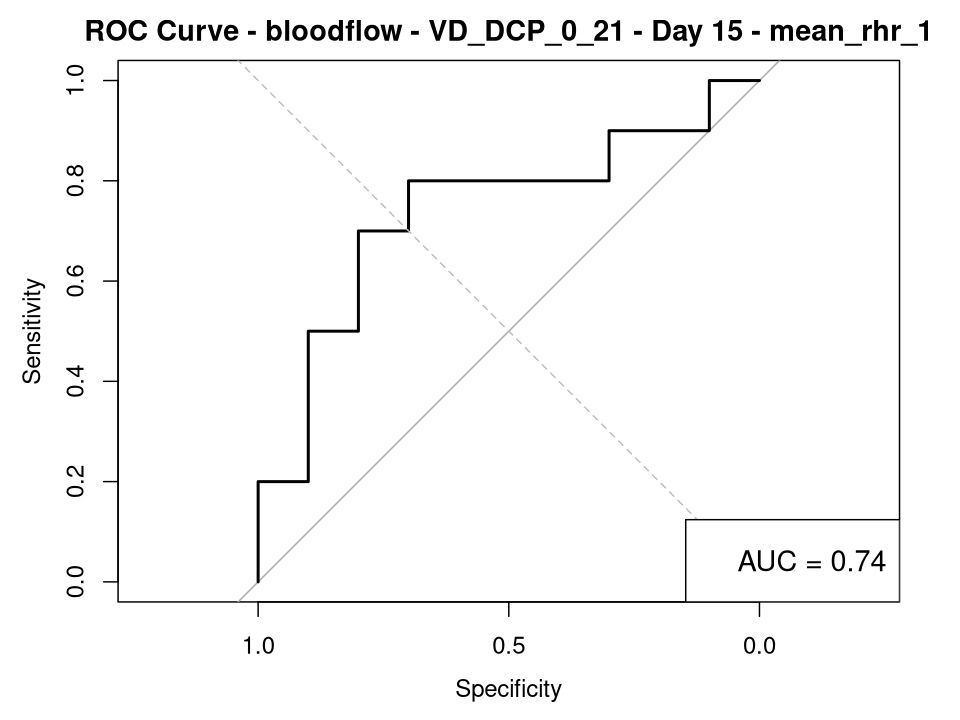 ROC Curve - bloodflow - VD_DCP_0_21 - Day 15 - mean_rhr_1
1.0
0.8
0.6
0.4
0.2
0.0
Sensitivity
AUC = 0.74
1.0 0.5 0.0
Specificity